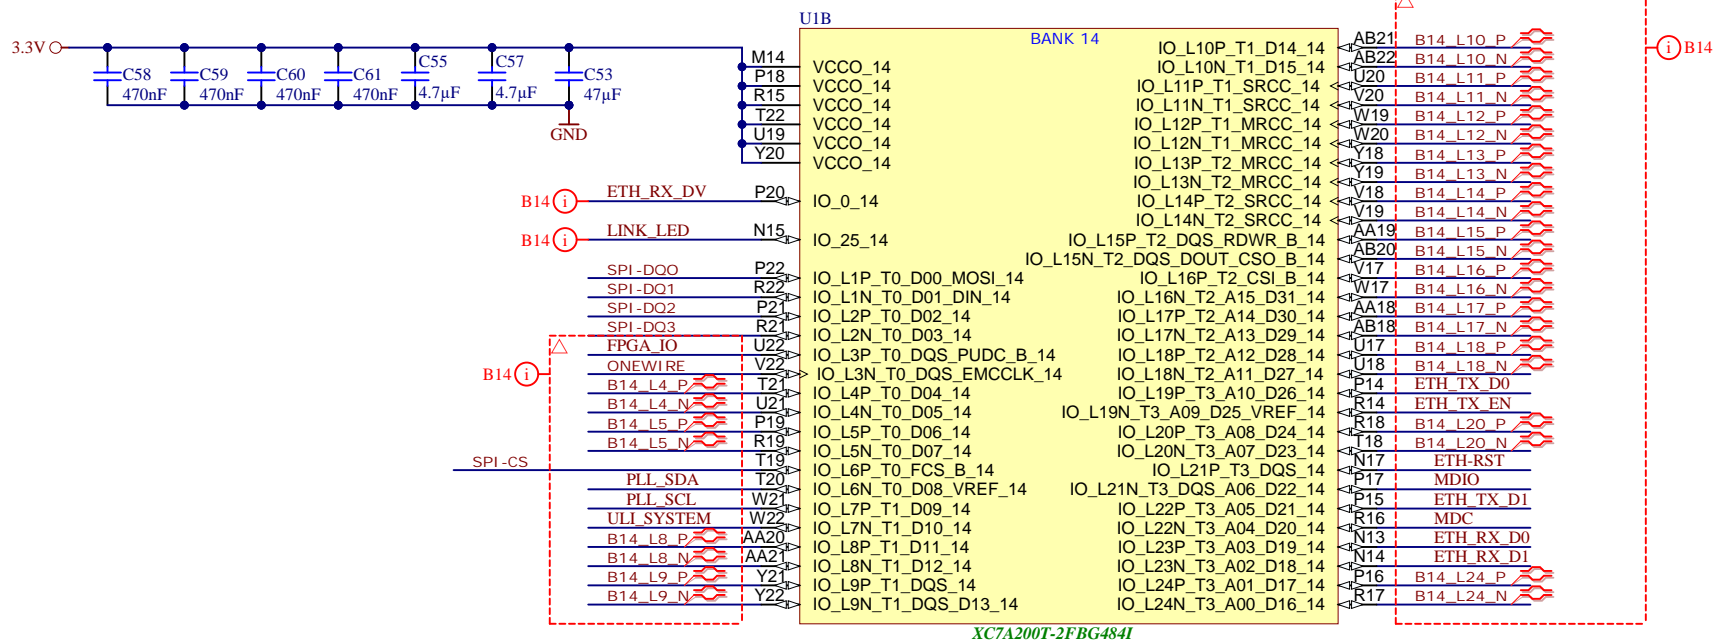 U1B
BANK 14
3.3V
C58
470nF
C59
470nF
C60
470nF
C61
470nF
C55
4.7µF
C57
4.7µF
C53
47µF
GND
M14 VCCO_14
P18 VCCO_14
R15 VCCO_14
T22 VCCO_14
U19 VCCO_14
Y20 VCCO_14
B14 i ETH_RX_DV P20 IO_0_14
B14 i LINK_LED N15 IO_25_14
SPI-DQ0 P22 IO_L1P_T0_D00_MOSI_14
SPI-DQ1 R22 IO_L1N_T0_D01_DIN_14
SPI-DQ2 P21 IO_L2P_T0_D02_14
SPI-DQ3 R21 IO_L2N_T0_D03_14
FPGA_IO U22 IO_L3P_T0_DQS_PUDC_B_14
B14 i ONEWIRE V22 IO_L3N_T0_DQS_EMCCLK_14
B14_L4_P T21 IO_L4P_T0_D04_14
B14_L4_N U21 IO_L4N_T0_D05_14
B14_L5_P P19 IO_L5P_T0_D06_14
B14_L5_N R19 IO_L5N_T0_D07_14
SPI-CS T19 IO_L6P_T0_FCS_B_14
PLL_SDA T20 IO_L6N_T0_D08_VREF_14
PLL_SCL W21 IO_L7P_T1_D09_14
ULI_SYSTEM W22 IO_L7N_T1_D10_14
B14_L8_P AA20 IO_L8P_T1_D11_14
B14_L8_N AA21 IO_L8N_T1_D12_14
B14_L9_P Y21 IO_L9P_T1_DQS_14
B14_L9_N Y22 IO_L9N_T1_DQS_D13_14
IO_L10P_T1_D14_14 AB21 B14_L10_P i B14
IO_L10N_T1_D15_14 AB22 B14_L10_N
IO_L11P_T1_SRCC_14 U20 B14_L11_P
IO_L11N_T1_SRCC_14 V20 B14_L11_N
IO_L12P_T1_MRCC_14 W19 B14_L12_P
IO_L12N_T1_MRCC_14 W20 B14_L12_N
IO_L13P_T2_MRCC_14 Y18 B14_L13_P
IO_L13N_T2_MRCC_14 Y19 B14_L13_N
IO_L14P_T2_SRCC_14 V18 B14_L14_P
IO_L14N_T2_SRCC_14 V19 B14_L14_N
IO_L15P_T2_DQS_RDWR_B_14 AA19 B14_L15_P
IO_L15N_T2_DQS_DOUT_CSO_B_14 AB20 B14_L15_N
IO_L16P_T2_CSI_B_14 V17 B14_L16_P
IO_L16N_T2_A15_D31_14 W17 B14_L16_N
IO_L17P_T2_A14_D30_14 AA18 B14_L17_P
IO_L17N_T2_A13_D29_14 AB18 B14_L17_N
IO_L18P_T2_A12_D28_14 U17 B14_L18_P
IO_L18N_T2_A11_D27_14 U18 B14_L18_N
IO_L19P_T3_A10_D26_14 P14 ETH_TX_D0
IO_L19N_T3_A09_D25_VREF_14 R14 ETH_TX_EN
IO_L20P_T3_A08_D24_14 R18 B14_L20_P
IO_L20N_T3_A07_D23_14 T18 B14_L20_N
IO_L21P_T3_DQS_14 N17 ETH-RST
IO_L21N_T3_DQS_A06_D22_14 P17 MDIO
IO_L22P_T3_A05_D21_14 P15 ETH_TX_D1
IO_L22N_T3_A04_D20_14 R16 MDC
IO_L23P_T3_A03_D19_14 N13 ETH_RX_D0
IO_L23N_T3_A02_D18_14 N14 ETH_RX_D1
IO_L24P_T3_A01_D17_14 P16 B14_L24_P
IO_L24N_T3_A00_D16_14 R17 B14_L24_N
XC7A200T-2FBG484I